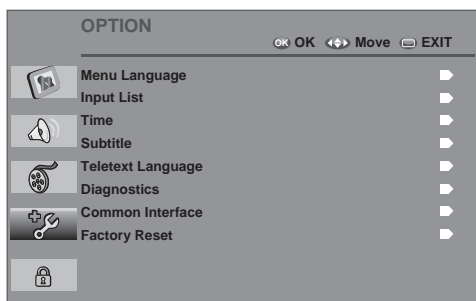 OPTION
OK OK Move EXIT
Menu Language
Input List
Time
Subtitle
Teletext Language
Diagnostics
Common Interface
Factory Reset